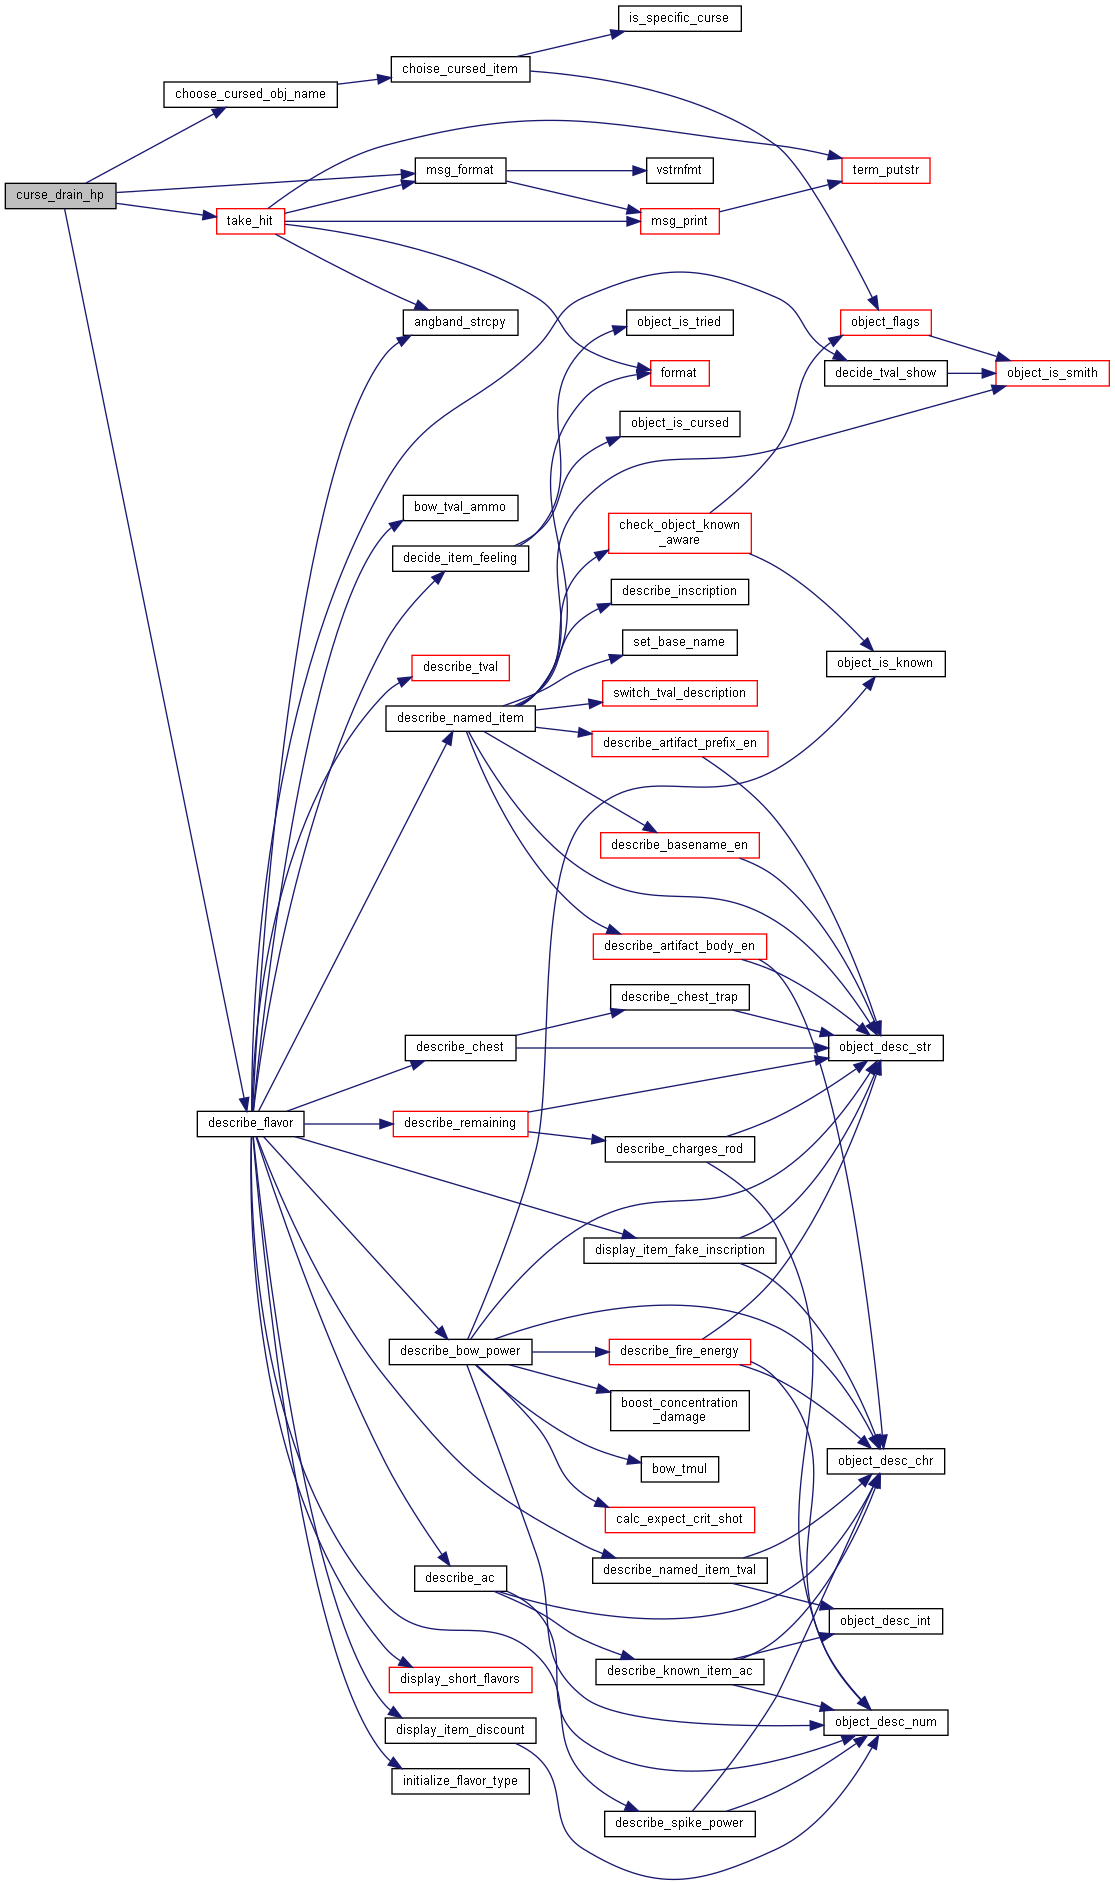 is_specific_curse
choise_cursed_item
choose_cursed_obj_name
msg_format
vstrnfmt
term_putstr
curse_drain_hp
take_hit
msg_print
angband_strcpy
object_is_tried
object_flags
format
decide_tval_show
object_is_smith
object_is_cursed
bow_tval_ammo
check_object_known
_aware
decide_item_feeling
describe_inscription
set_base_name
object_is_known
describe_tval
switch_tval_description
describe_named_item
describe_artifact_prefix_en
describe_basename_en
describe_artifact_body_en
describe_chest_trap
describe_chest
object_desc_str
describe_flavor
describe_remaining
describe_charges_rod
display_item_fake_inscription
describe_bow_power
describe_fire_energy
boost_concentration
_damage
object_desc_chr
bow_tmul
calc_expect_crit_shot
describe_named_item_tval
describe_ac
object_desc_int
describe_known_item_ac
display_short_flavors
object_desc_num
display_item_discount
initialize_flavor_type
describe_spike_power